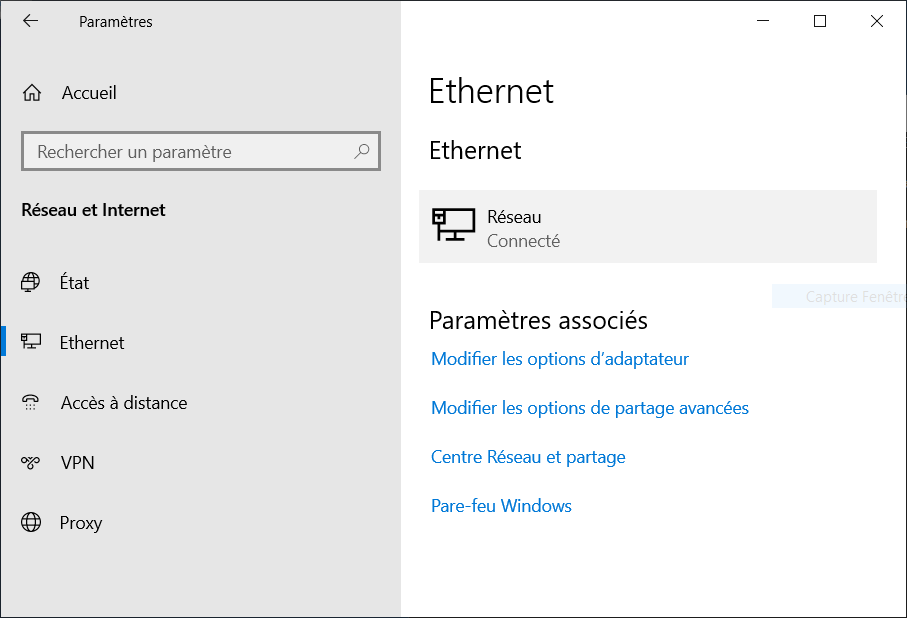 Paramètres
Accueil
Rechercher un paramètre
Réseau et Internet
État
Ethernet
Accès à distance
VPN
Proxy
Ethernet
Ethernet
Réseau
Connecté
Capture Fenêtre
Paramètres associés
Modifier les options d’adaptateur
Modifier les options de partage avancées
Centre Réseau et partage
Pare-feu Windows